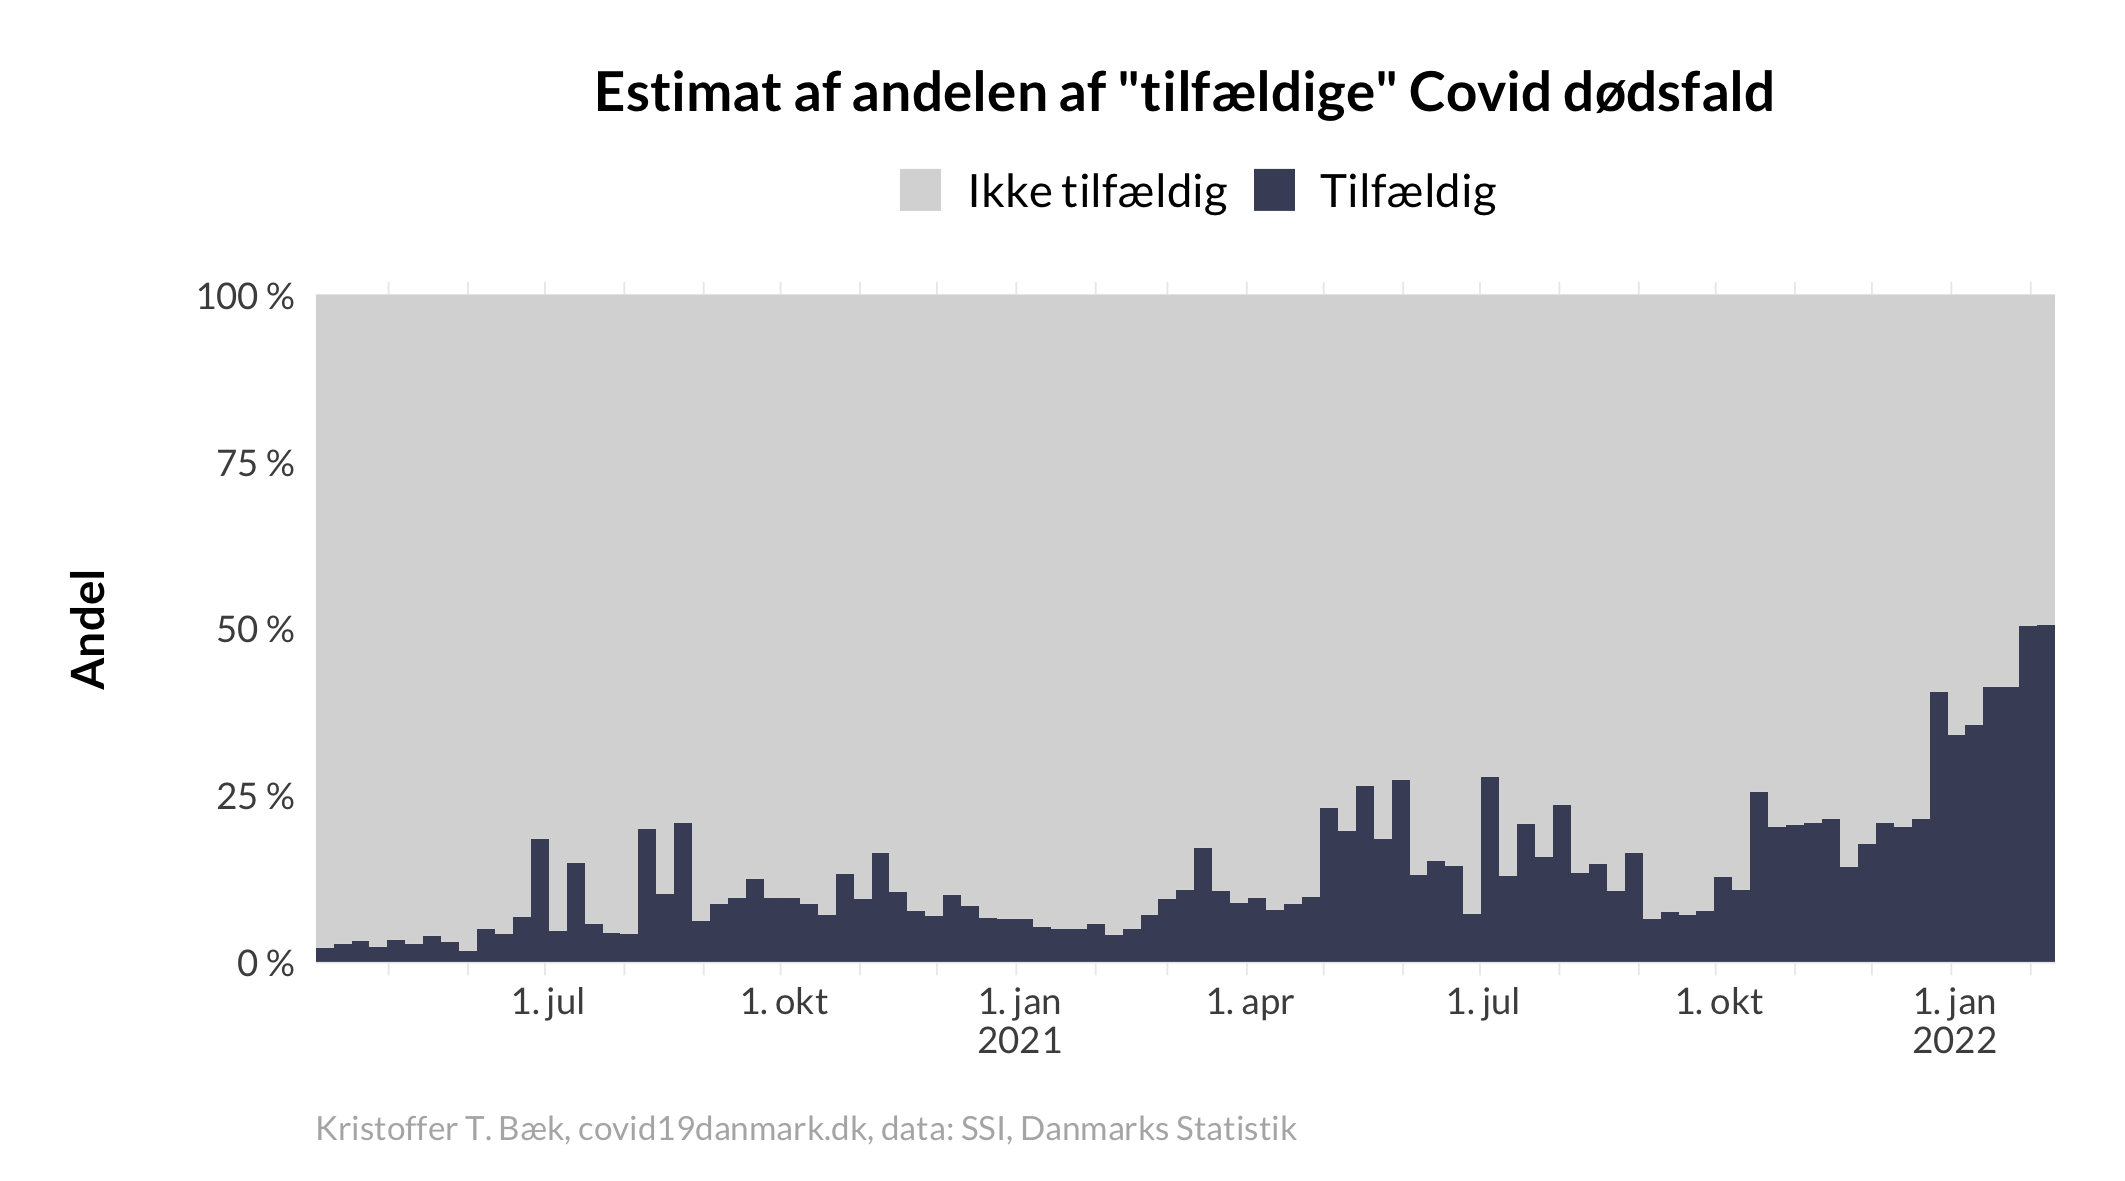 Estimat af andelen af "tilfældige" Covid dødsfald
Ikke tilfældig
Tilfældig
100 %
75 %
50 %
25 %
0 %
Andel
1. jul
1. okt
1. jan
2021
1. apr
1. jul
1. okt
1. jan
2022
Kristoffer T. Bæk, covid19danmark.dk, data: SSI, Danmarks Statistik